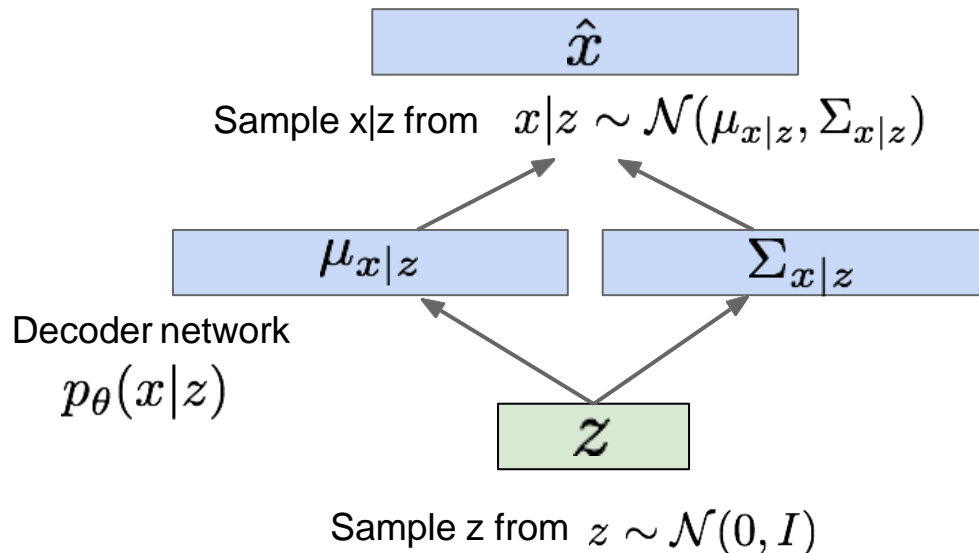 x̂
Sample x|z from x|z ∼ 𝒩(μ_{x|z}, Σ_{x|z})
μ_{x|z} Σ_{x|z}
Decoder network
p_θ(x|z)
z
Sample z from z ∼ 𝒩(0, I)